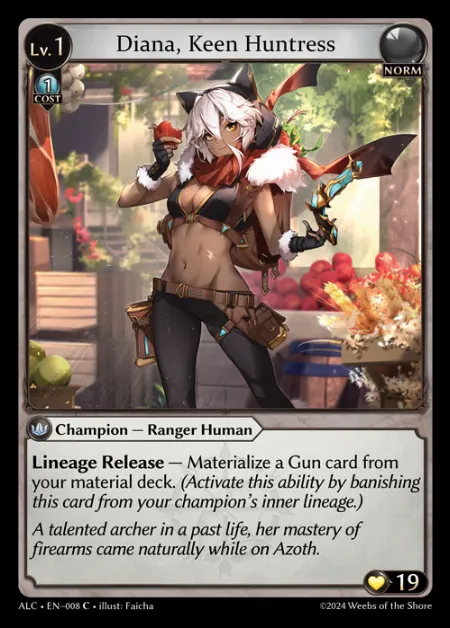 Lv.1
Diana, Keen Huntress
NORM
1
COST
Champion — Ranger Human
Lineage Release — Materialize a Gun card from
your material deck. (Activate this ability by banishing
this card from your champion's inner lineage.)
A talented archer in a past life, her mastery of
firearms came naturally while on Azoth.
19
ALC • EN–008 C • illust: Faicha
©2024 Weebs of the Shore